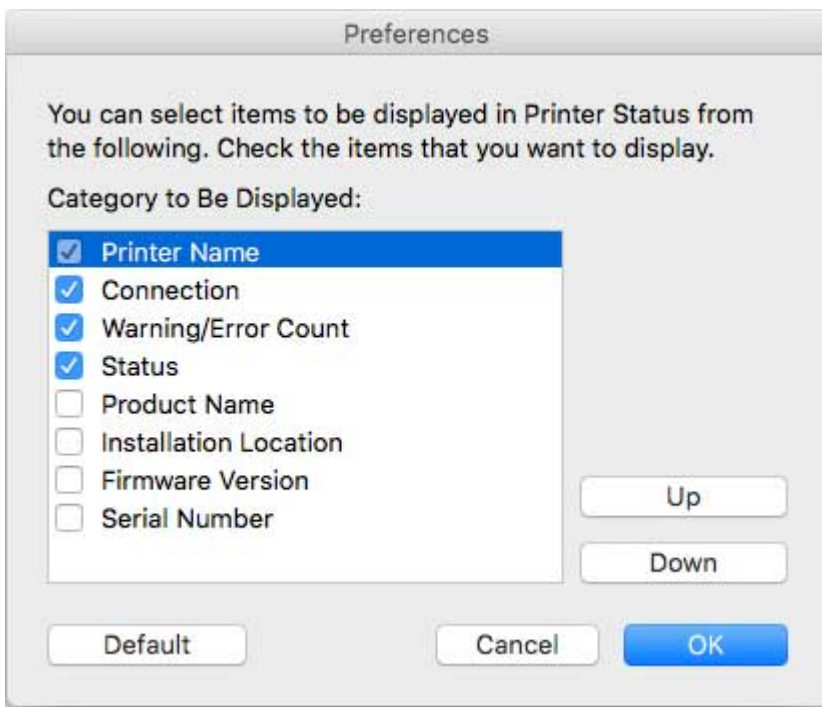 Preferences
You can select items to be displayed in Printer Status from
the following. Check the items that you want to display.
Category to Be Displayed:
Printer Name
Connection
Warning/Error Count
Status
Product Name
Installation Location
Firmware Version
Serial Number
Up
Down
Default
Cancel
OK